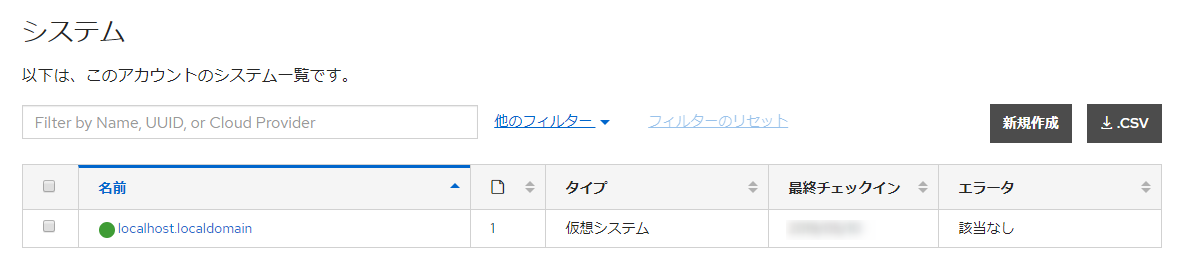 システム
以下は、このアカウントのシステム一覧です。
Filter by Name, UUID, or Cloud Provider 他のフィルター フィルターのリセット 新規作成 .CSV
名前 タイプ 最終チェックイン エラータ
localhost.localdomain 1 仮想システム 該当なし